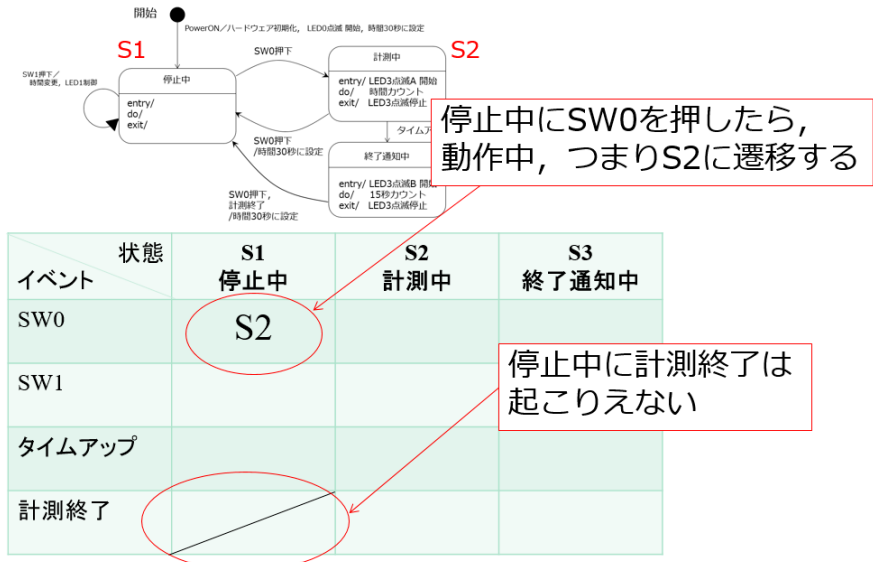 開始
PowerON／ハードウェア初期化, LED0点滅 開始, 時間30秒に設定
S1
SW0押下
S2
計測中
SW1押下／
時間変更, LED1制御
停止中
entry/ LED3点滅A 開始
do/ 時間カウント
exit/ LED3点滅停止
entry/
do/
exit/
停止中にSW0を押したら,
動作中, つまりS2に遷移する
タイムア
SW0押下
/時間30秒に設定
終了通知中
entry/ LED3点滅B 開
do/ 15秒カウント
exit/ LED3点滅停止
SW0押下,
計測終了
/時間30秒に設定
状態
イベント
S1
停止中
S2
計測中
S3
終了通知中
SW0
S2
停止中に計測終了は
起こりえない
SW1
タイムアップ
計測終了